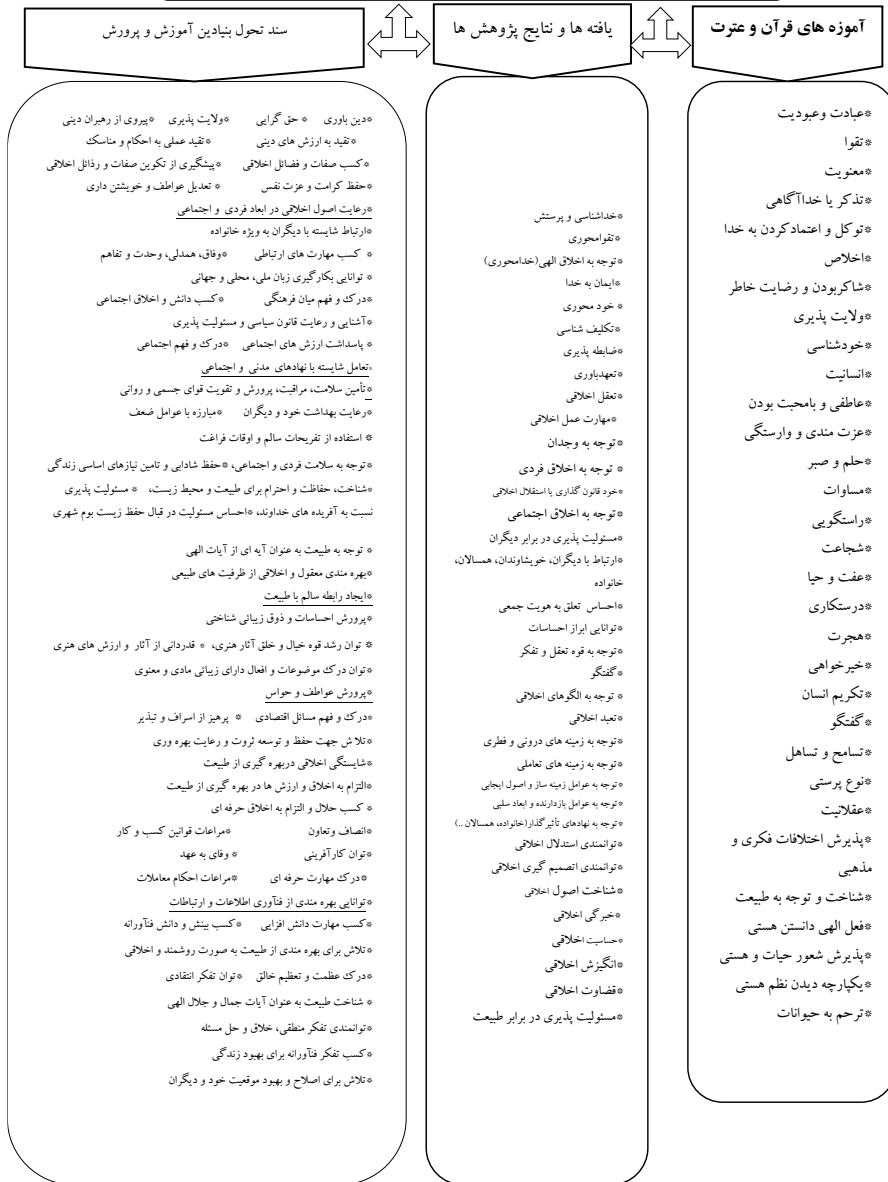 آموزه های قرآن و عترت
*عبادت وعبودیت
*تقوا
*معنویت
*تذکر یا خداآگاهی
*توکل و اعتمادکردن به خدا
*اخلاص
*شاکربودن و رضایت خاطر
*ولایت پذیری
*خودشناسی
*انسانیت
*عاطفی و بامحبت بودن
*عزت مندی و وارستگی
*حلم و صبر
*مساوات
*راستگویی
*شجاعت
*عفت و حیا
*درستکاری
*هجرت
*خیرخواهی
*تکریم انسان
*گفتگو
*تسامح و تساهل
*نوع پرستی
*عقلانیت
*پذیرش اختلافات فکری و
مذهبی
*شناخت و توجه به طبیعت
*فعل الهی دانستن هستی
*پذیرش شعور حیات و هستی
*یکپارچه دیدن نظم هستی
*ترحم به حیوانات
یافته ها و نتایج پژوهش ها
*خداشناسی و پرستش
*تقوامحوری
*توجه به اخلاق الهی(خدامحوری)
*ایمان به خدا
* خود محوری
*تکلیف شناسی
*ضابطه پذیری
*تعهدباوری
*تعقل اخلاقی
*مهارت عمل اخلاقی
*توجه به وجدان
* توجه به اخلاق فردی
*خود قانون گذاری یا استقلال اخلاقی
*توجه به اخلاق اجتماعی
*مسئولیت پذیری در برابر دیگران
*ارتباط با دیگران، خویشاوندان، همسالان،
خانواده
*احساس تعلق به هویت جمعی
*توانایی ابراز احساسات
*توجه به قوه تعقل و تفکر
*گفتگو
* توجه به الگوهای اخلاقی
*تعبد اخلاقی
*توجه به زمینه های درونی و فطری
*توجه به زمینه های تعاملی
*توجه به عوامل زمینه ساز و اصول ایجابی
*توجه به عوامل بازدارنده و ابعاد سلبی
*توجه به نهادهای تأثیرگذار(خانواده، همسالان ..)
*توانمندی استدلال اخلاقی
*توانمندی اتصمیم گیری اخلاقی
*شناخت اصول اخلاقی
*خبرگی اخلاقی
*حساسیت اخلاقی
*انگیزش اخلاقی
*قضاوت اخلاقی
*مسئولیت پذیری در برابر طبیعت
سند تحول بنیادین آموزش و پرورش
*دین باوری * حق گرایی *ولایت پذیری *پیروی از رهبران دینی
*تقید به ارزش های دینی *تقید عملی به احکام و مناسک
*کسب صفات و فضائل اخلاقی *پیشگیری از تکوین صفات و رذائل اخلاقی
*حفظ کرامت و عزت نفس * تعدیل عواطف و خویشتن داری
*رعایت اصول اخلاقی در ابعاد فردی و اجتماعی
*ارتباط شایسته با دیگران به ویژه خانواده
* کسب مهارت های ارتباطی *وفاق، همدلی، وحدت و تفاهم
* توانایی بکارگیری زبان ملی، محلی و جهانی
*درک و فهم میان فرهنگی *کسب دانش و اخلاق اجتماعی
*آشنایی و رعایت قانون سیاسی و مسئولیت پذیری
* پاسداشت ارزش های اجتماعی *درک و فهم اجتماعی
*تعامل شایسته با نهادهای مدنی و اجتماعی
*تأمین سلامت، مراقبت، پرورش و تقویت قوای جسمی و روانی
*رعایت بهداشت خود و دیگران *مبارزه با عوامل ضعف
* استفاده از تفریحات سالم و اوقات فراغت
*توجه به سلامت فردی و اجتماعی، *حفظ شادابی و تامین نیازهای اساسی زندگی
*شناخت، حفاظت و احترام برای طبیعت و محیط زیست، * مسئولیت پذیری
نسبت به آفریده های خداوند، *احساس مسئولیت در قبال حفظ زیست بوم شهری
* توجه به طبیعت به عنوان آیه ای از آیات الهی
*بهره مندی معقول و اخلاقی از ظرفیت های طبیعی
*ایجاد رابطه سالم با طبیعت
*پرورش احساسات و ذوق زیبائی شناختی
* توان رشد قوه خیال و خلق آثار هنری، * قدردانی از آثار و ارزش های هنری
*توان درک موضوعات و افعال دارای زیبائی مادی و معنوی
*پرورش عواطف و حواس
*درک و فهم مسائل اقتصادی * پرهیز از اسراف و تبذیر
*تلاش جهت حفظ و توسعه ثروت و رعایت بهره وری
*شایستگی اخلاقی دربهره گیری از طبیعت
*التزام به اخلاق و ارزش ها در بهره گیری از طبیعت
* کسب حلال و التزام به اخلاق حرفه ای
*انصاف وتعاون *مراعات قوانین کسب و کار
*توان کارآفرینی * وفای به عهد
*درک مهارت حرفه ای *مراعات احکام معاملات
*توانایی بهره مندی از فنآوری اطلاعات و ارتباطات
*کسب مهارت دانش افزایی *کسب بینش و دانش فنآورانه
*تلاش برای بهره مندی از طبیعت به صورت روشمند و اخلاقی
*درک عظمت و تعظیم خالق * توان تفکر انتقادی
* شناخت طبیعت به عنوان آیات جمال و جلال الهی
*توانمندی تفکر منطقی، خلاق و حل مسئله
*کسب تفکر فنآورانه برای بهبود زندگی
*تلاش برای اصلاح و بهبود موقعیت خود و دیگران